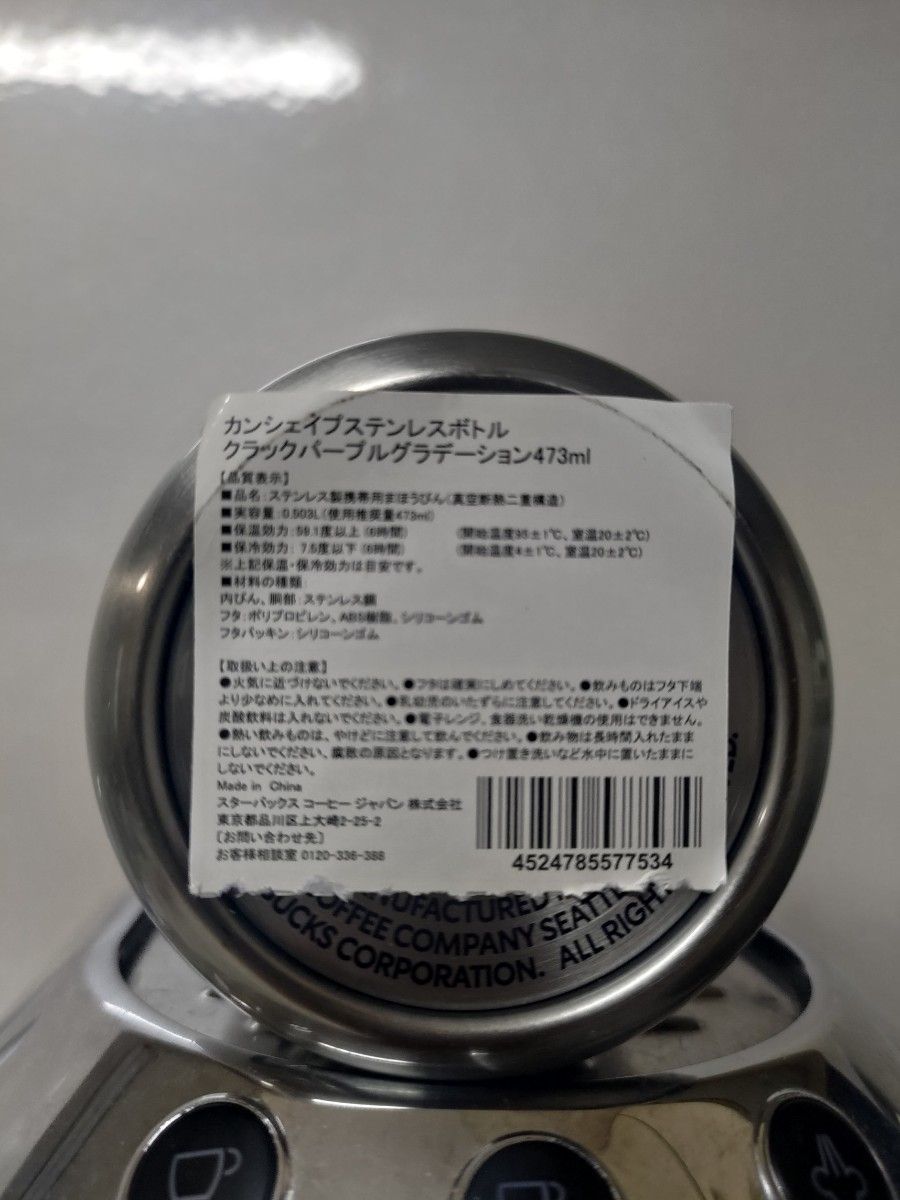 カンシェイプステンレスボトル
クラックパープルグラデーション473ml
【品質表示】
■品名:ステンレス製携帯用まほうびん(真空断熱二重構造)
■実容量:0.503L(使用推奨量473ml)
■保温効力:59.1度以上(6時間) (開始温度95±1℃、室温20±2℃)
■保冷効力: 7.5度以下(6時間) (開始温度4±1℃、室温20±2℃)
※上記保温・保冷効力は目安です。
■材料の種類:
内びん、胴部:ステンレス鋼
フタ:ポリプロピレン、ABS樹脂、シリコーンゴム
フタパッキン:シリコーンゴム
【取扱い上の注意】
●火気に近づけないでください。●フタは確実にしめてください。●飲みものはフタ下端
より少なめに入れてください。●乳幼児のいたずらに注意してください。●ドライアイスや
炭酸飲料は入れないでください。●電子レンジ、食器洗い乾燥機の使用はできません。
●熱い飲みものは、やけどに注意して飲んでください。●飲み物は長時間入れたまま
にしないでください、腐敗の原因となります。●つけ置き洗いなど水中に置いたままに
しないでください。
Made in China
スターバックス コーヒー ジャパン 株式会社
東京都品川区上大崎2-25-2
〔お問い合わせ先〕
お客様相談室 0120-336-388
4524785577534
ED.
NUFACTURED
COFFEE COMPANY SEATT
BUCKS CORPORATION. ALL RIGH